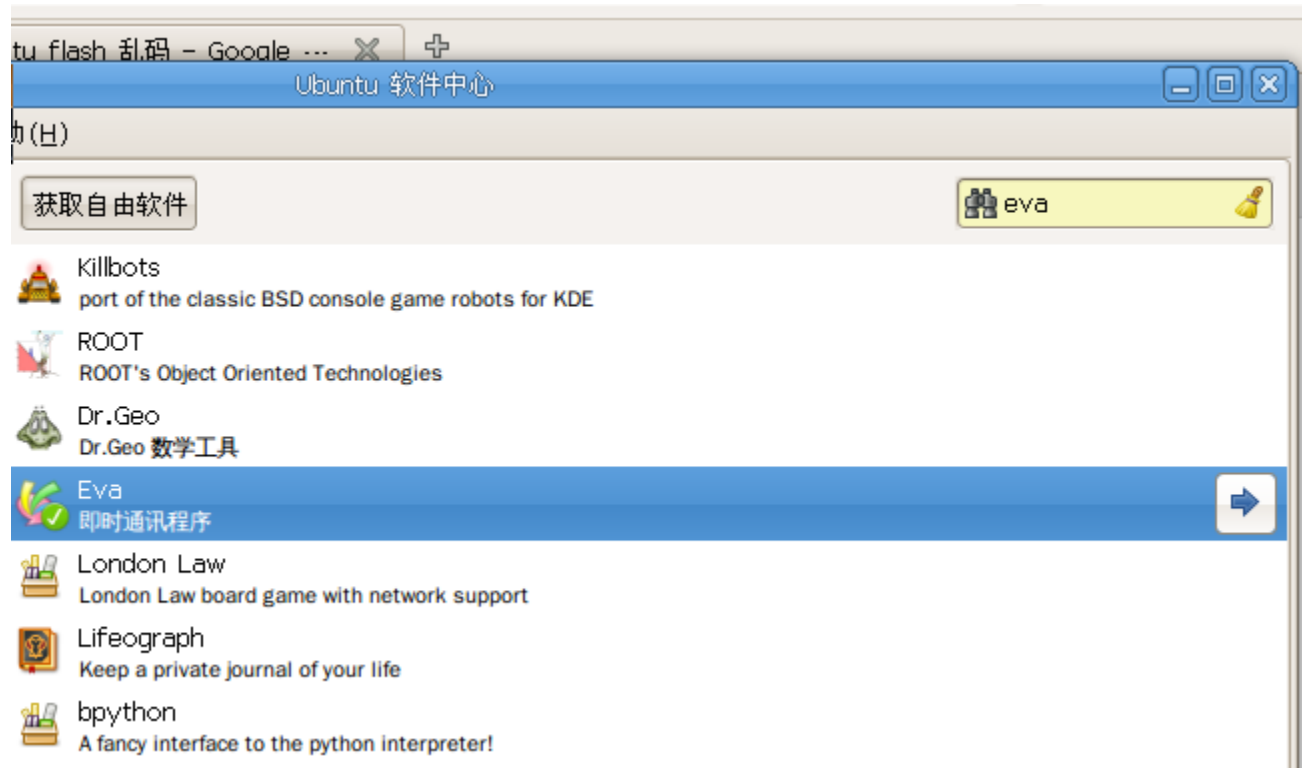 tu flash 乱码 – Google ...
Ubuntu 软件中心
助(H)
获取自由软件
eva
Killbots
port of the classic BSD console game robots for KDE
ROOT
ROOT's Object Oriented Technologies
Dr.Geo
Dr.Geo 数学工具
Eva
即时通讯程序
London Law
London Law board game with network support
Lifeograph
Keep a private journal of your life
bpython
A fancy interface to the python interpreter!